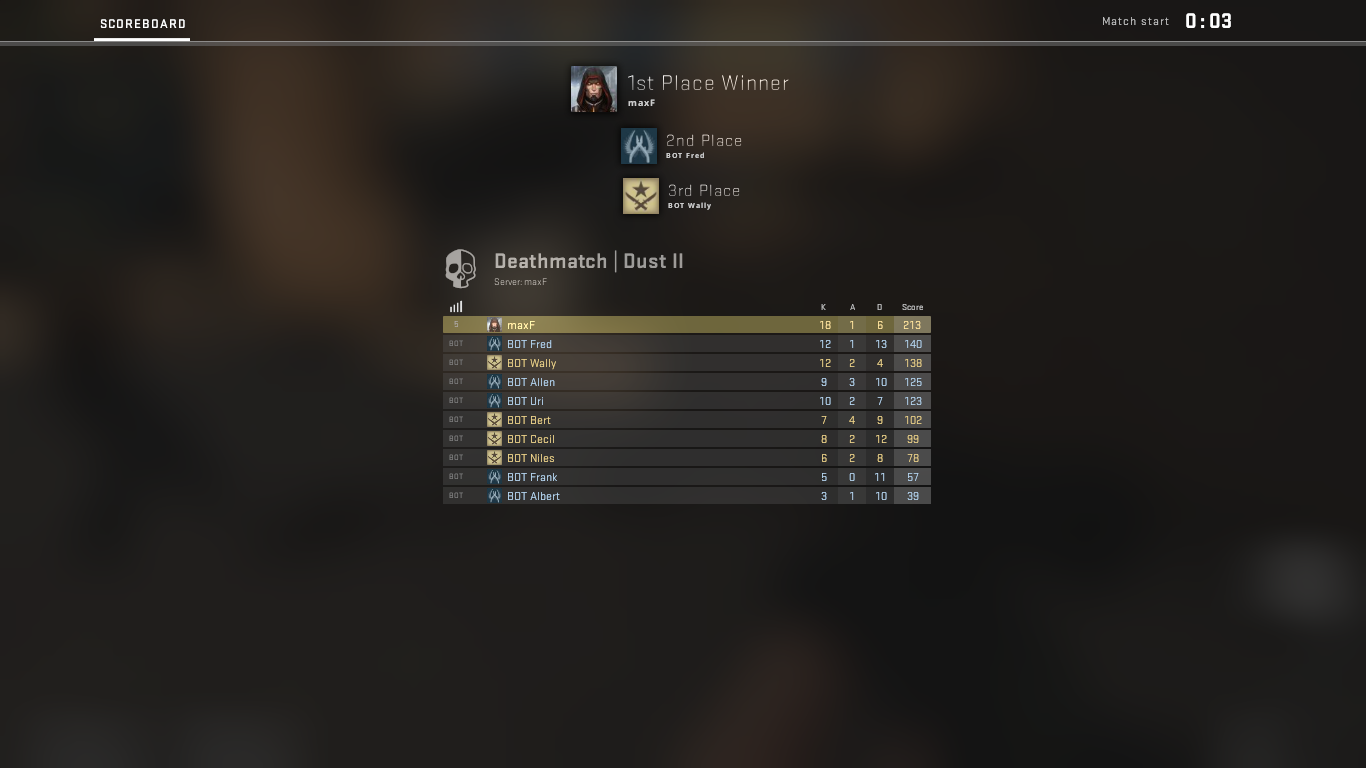 SCOREBOARD
Match start 0:03
1st Place Winner
maxF
2nd Place
BOT Fred
3rd Place
BOT Wally
Deathmatch | Dust II
Server: maxF
K A D Score
5 maxF 18 1 6 213
BOT BOT Fred 12 1 13 140
BOT BOT Wally 12 2 4 138
BOT BOT Allen 9 3 10 125
BOT BOT Uri 10 2 7 123
BOT BOT Bert 7 4 9 102
BOT BOT Cecil 8 2 12 99
BOT BOT Niles 6 2 8 78
BOT BOT Frank 5 0 11 57
BOT BOT Albert 3 1 10 39